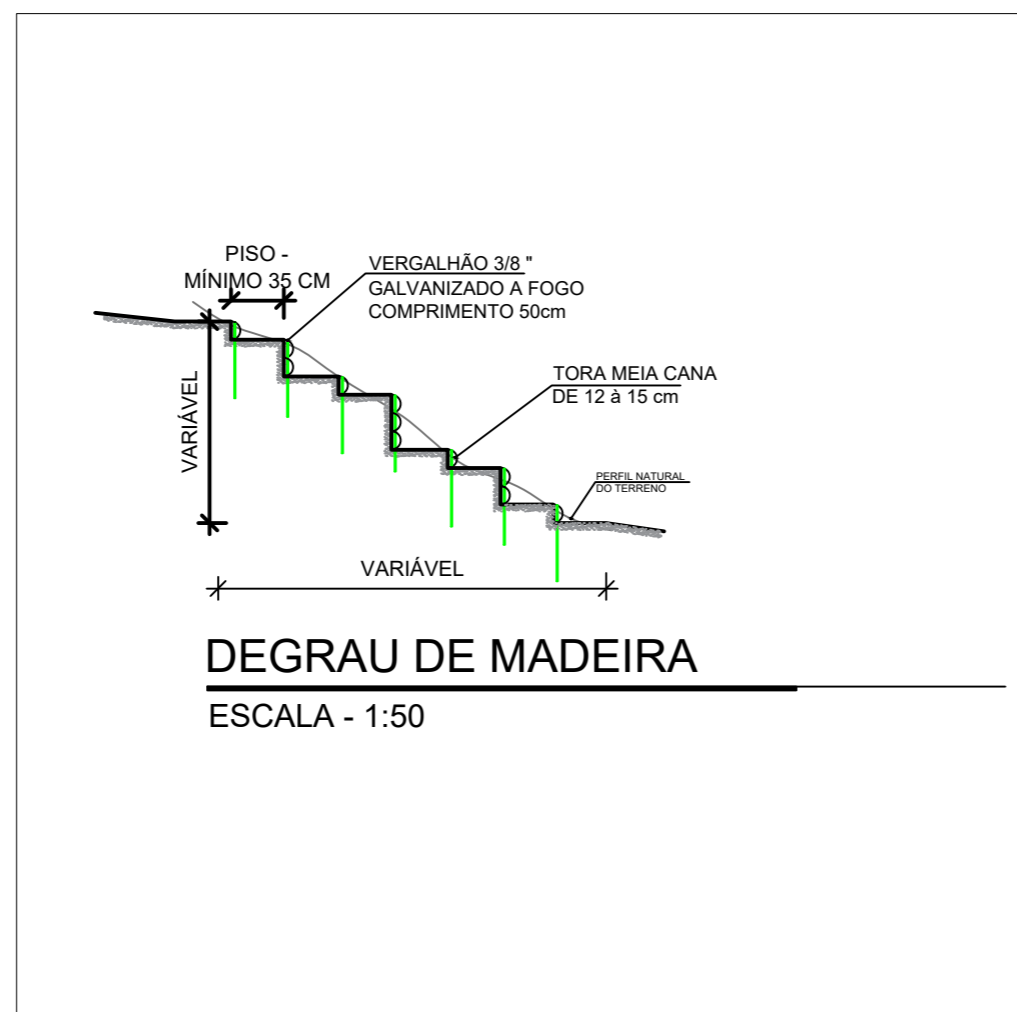 PISO -
MÍNIMO 35 CM
VERGALHÃO 3/8 "
GALVANIZADO A FOGO
COMPRIMENTO 50cm
TORA MEIA CANA
DE 12 à 15 cm
VARIÁVEL
PERFIL NATURAL
DO TERRENO
VARIÁVEL
DEGRAU DE MADEIRA
ESCALA - 1:50